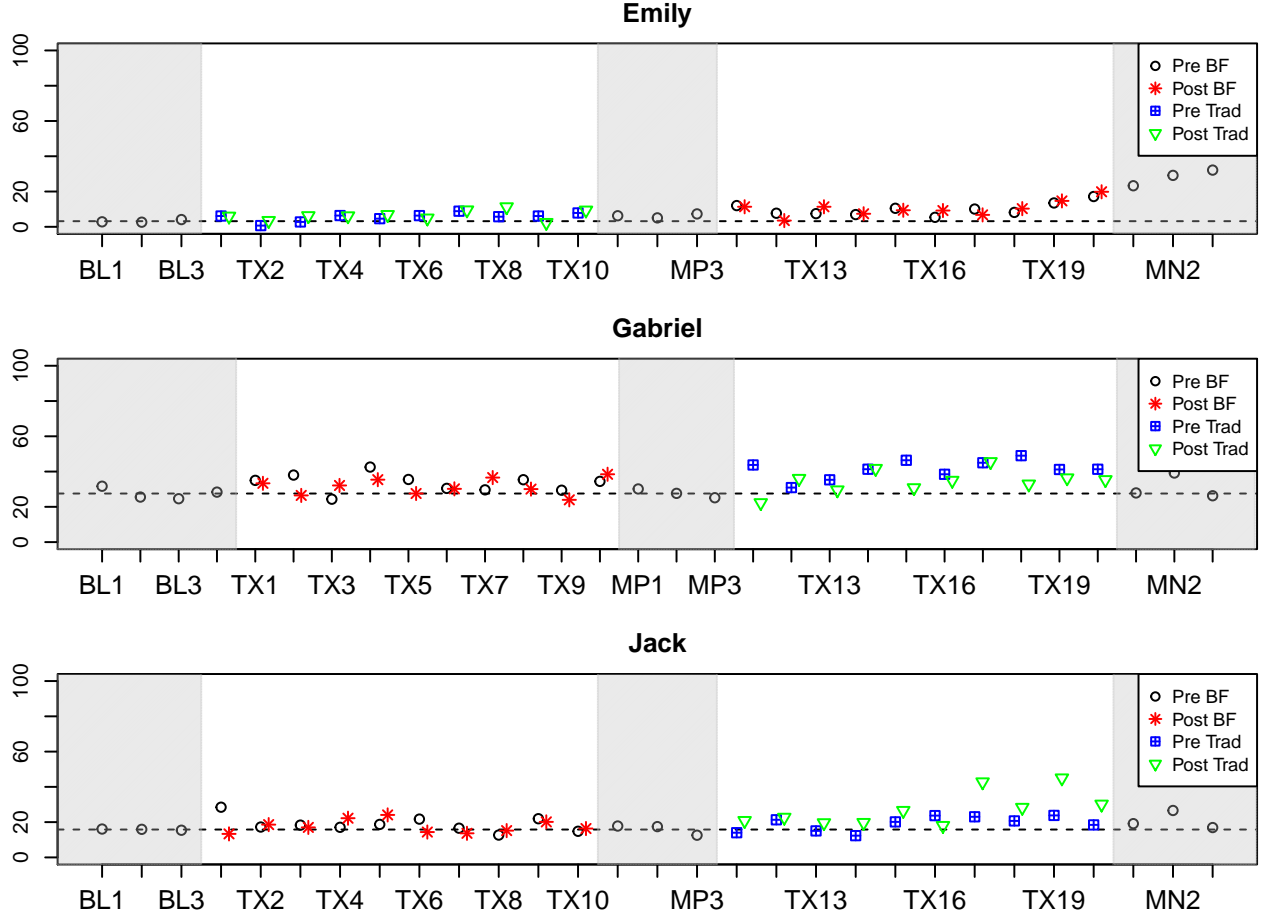 Emily
100
60
20
0
Pre BF
Post BF
Pre Trad
Post Trad
BL1 BL3 TX2 TX4 TX6 TX8 TX10 MP3 TX13 TX16 TX19 MN2
Gabriel
100
60
20
0
Pre BF
Post BF
Pre Trad
Post Trad
BL1 BL3 TX1 TX3 TX5 TX7 TX9 MP1 MP3 TX13 TX16 TX19 MN2
Jack
100
60
20
0
Pre BF
Post BF
Pre Trad
Post Trad
BL1 BL3 TX2 TX4 TX6 TX8 TX10 MP3 TX13 TX16 TX19 MN2